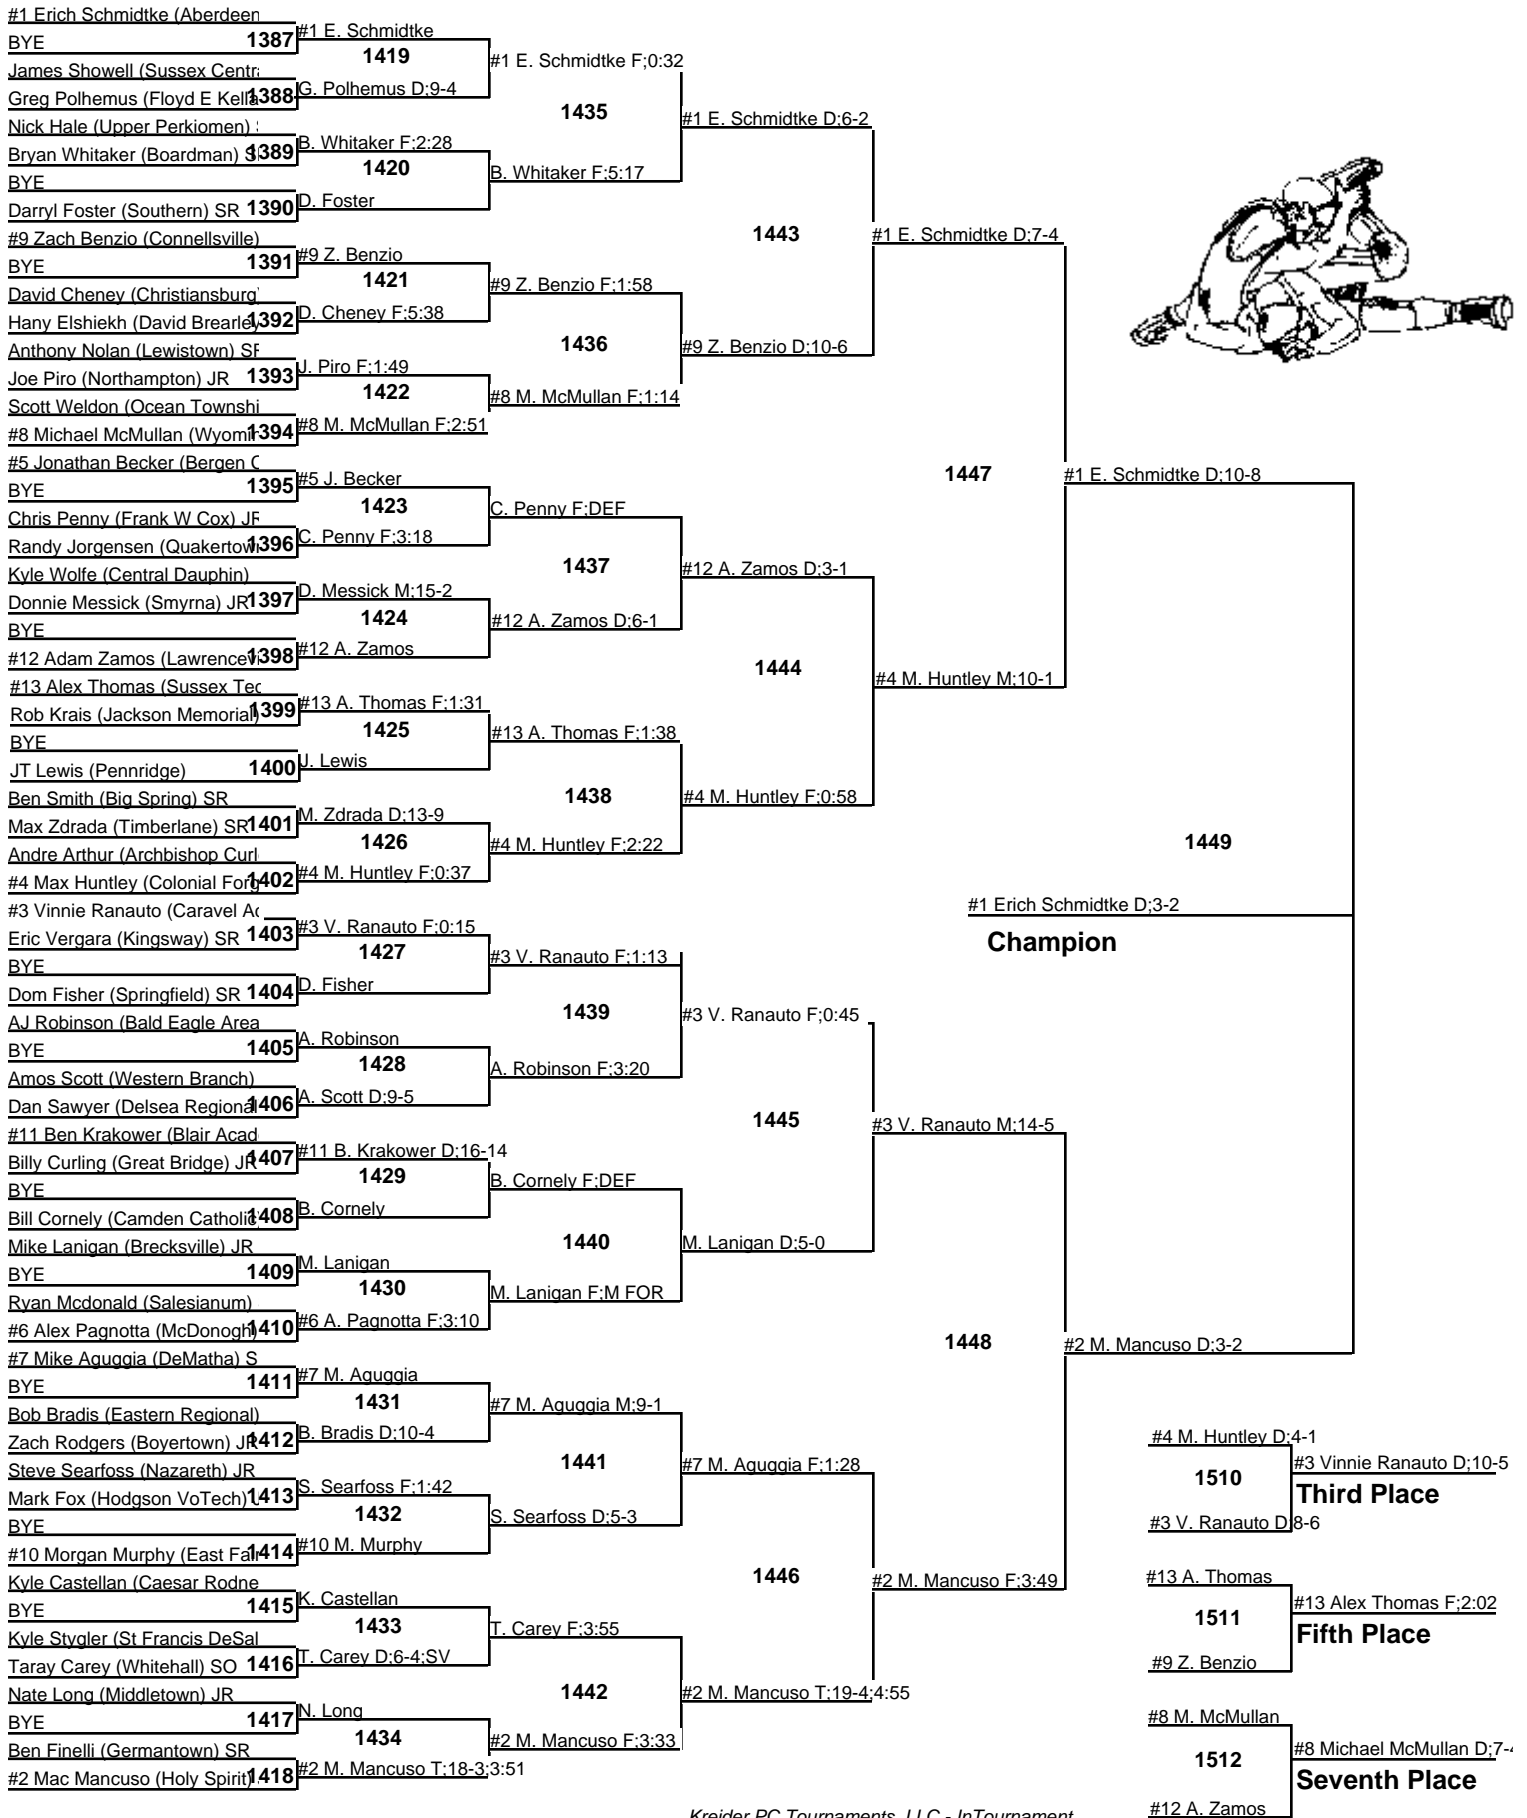 #1 Erich Schmidtke (Aberdeen
BYE
1387
James Showell (Sussex Centra
Greg Polhemus (Floyd E Kella
1388
Nick Hale (Upper Perkiomen)
Bryan Whitaker (Boardman)
1389
BYE
Darryl Foster (Southern) SR
1390
#9 Zach Benzio (Connellsville)
BYE
1391
David Cheney (Christiansburg)
Hany Elshiekh (David Brearley
1392
Anthony Nolan (Lewistown) SR
Joe Piro (Northampton) JR
1393
Scott Weldon (Ocean Townshi
#8 Michael McMullan (Wyomin
1394
#5 Jonathan Becker (Bergen C
BYE
1395
Chris Penny (Frank W Cox) JR
Randy Jorgensen (Quakertow
1396
Kyle Wolfe (Central Dauphin)
Donnie Messick (Smyrna) JR
1397
BYE
#12 Adam Zamos (Lawrencevi
1398
#13 Alex Thomas (Sussex Tec
Rob Krais (Jackson Memorial)
1399
BYE
JT Lewis (Pennridge)
1400
Ben Smith (Big Spring) SR
Max Zdrada (Timberlane) SR
1401
Andre Arthur (Archbishop Curl
#4 Max Huntley (Colonial Forg
1402
#3 Vinnie Ranauto (Caravel Ac
Eric Vergara (Kingsway) SR
1403
BYE
Dom Fisher (Springfield) SR
1404
AJ Robinson (Bald Eagle Area
BYE
1405
Amos Scott (Western Branch)
Dan Sawyer (Delsea Regional
1406
#11 Ben Krakower (Blair Acad
Billy Curling (Great Bridge) JR
1407
BYE
Bill Cornely (Camden Catholic)
1408
Mike Lanigan (Brecksville) JR
BYE
1409
Ryan Mcdonald (Salesianum)
#6 Alex Pagnotta (McDonogh)
1410
#7 Mike Aguggia (DeMatha) S
BYE
1411
Bob Bradis (Eastern Regional)
Zach Rodgers (Boyertown) JR
1412
Steve Searfoss (Nazareth) JR
Mark Fox (Hodgson VoTech)
1413
BYE
#10 Morgan Murphy (East Fair
1414
Kyle Castellan (Caesar Rodne
BYE
1415
Kyle Stygler (St Francis DeSal
Taray Carey (Whitehall) SO
1416
Nate Long (Middletown) JR
BYE
1417
Ben Finelli (Germantown) SR
#2 Mac Mancuso (Holy Spirit)
1418
#1 E. Schmidtke
1419
G. Polhemus D;9-4
B. Whitaker F;2:28
1420
D. Foster
#9 Z. Benzio
1421
D. Cheney F;5:38
J. Piro F;1:49
1422
#8 M. McMullan F;2:51
#5 J. Becker
1423
C. Penny F;3:18
D. Messick M;15-2
1424
#12 A. Zamos
#13 A. Thomas F;1:31
1425
J. Lewis
M. Zdrada D;13-9
1426
#4 M. Huntley F;0:37
#3 V. Ranauto F;0:15
1427
D. Fisher
A. Robinson
1428
A. Scott D;9-5
#11 B. Krakower D;16-14
1429
B. Cornely
M. Lanigan
1430
#6 A. Pagnotta F;3:10
#7 M. Aguggia
1431
B. Bradis D;10-4
S. Searfoss F;1:42
1432
#10 M. Murphy
K. Castellan
1433
T. Carey D;6-4;SV
N. Long
1434
#2 M. Mancuso T;18-3;3:51
#1 E. Schmidtke F;0:32
1435
B. Whitaker F;5:17
#9 Z. Benzio F;1:58
1436
#8 M. McMullan F;1:14
C. Penny F;DEF
1437
#12 A. Zamos D;6-1
#13 A. Thomas F;1:38
1438
#4 M. Huntley F;2:22
#3 V. Ranauto F;1:13
1439
A. Robinson F;3:20
B. Cornely F;DEF
1440
M. Lanigan F;M FOR
#7 M. Aguggia M;9-1
1441
S. Searfoss D;5-3
T. Carey F;3:55
1442
#2 M. Mancuso F;3:33
#1 E. Schmidtke D;6-2
1443
#9 Z. Benzio D;10-6
#12 A. Zamos D;3-1
1444
#4 M. Huntley F;0:58
#3 V. Ranauto F;0:45
1445
M. Lanigan D;5-0
#7 M. Aguggia F;1:28
1446
#2 M. Mancuso T;19-4;4:55
#1 E. Schmidtke D;7-4
1447
#4 M. Huntley M;10-1
#3 V. Ranauto M;14-5
1448
#2 M. Mancuso F;3:49
#1 E. Schmidtke D;10-8
1449
#2 M. Mancuso D;3-2
#1 Erich Schmidtke D;3-2
Champion
#4 M. Huntley D;4-1
1510
#3 V. Ranauto D;8-6
#3 Vinnie Ranauto D;10-5
Third Place
#13 A. Thomas
1511
#9 Z. Benzio
#13 Alex Thomas F;2:02
Fifth Place
#8 M. McMullan
1512
#12 A. Zamos
#8 Michael McMullan D;7-4
Seventh Place
Kreider PC Tournaments, LLC - InTournament